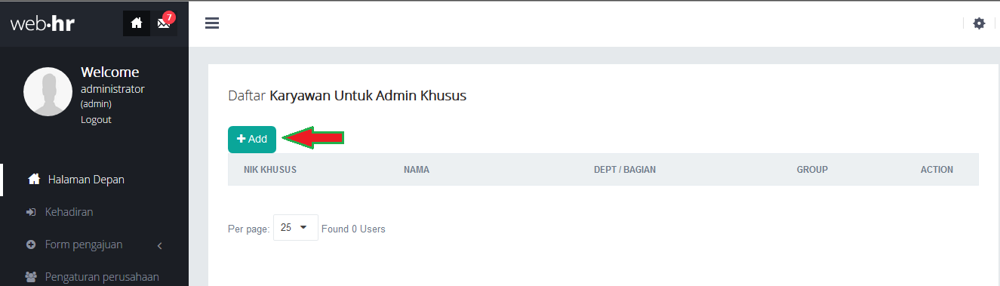 web·hr
7
Welcome
administrator
(admin)
Logout
Halaman Depan
Kehadiran
Form pengajuan
Pengaturan perusahaan
Daftar Karyawan Untuk Admin Khusus
+ Add
NIK KHUSUS NAMA DEPT / BAGIAN GROUP ACTION
Per page: 25 Found 0 Users